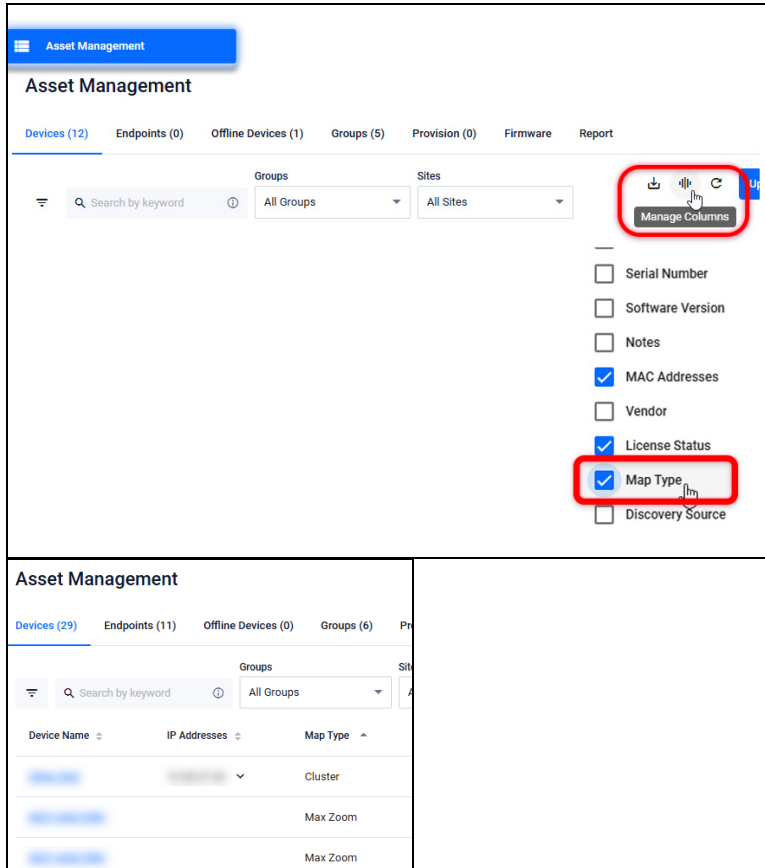 Asset Management
Asset Management
Devices (12) Endpoints (0) Offline Devices (1) Groups (5) Provision (0) Firmware Report
Groups Sites
Search by keyword All Groups All Sites
Manage Columns
Serial Number
Software Version
Notes
MAC Addresses
Vendor
License Status
Map Type
Discovery Source
Asset Management
Devices (29) Endpoints (11) Offline Devices (0) Groups (6)
Groups
Search by keyword All Groups
Device Name IP Addresses Map Type
Cluster
Max Zoom
Max Zoom